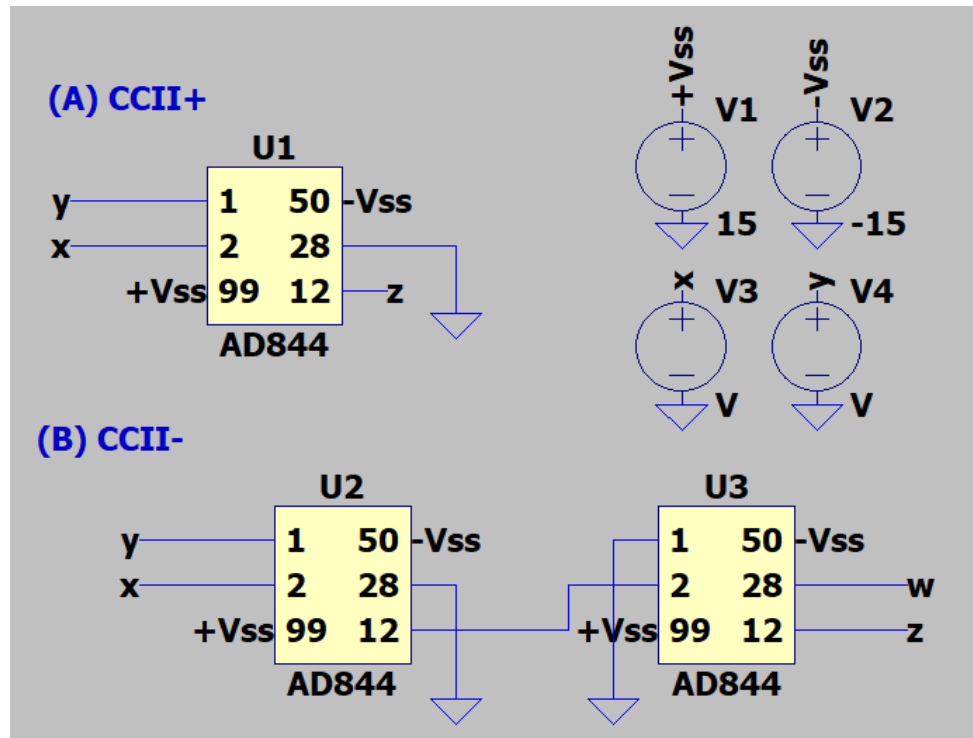 (A) CCII+
U1
y 1 50 -Vss
x 2 28
+Vss 99 12 z
AD844
+Vss V1 15
-Vss V2 -15
x V3 V
y V4 V
(B) CCII-
U2
y 1 50 -Vss
x 2 28
+Vss 99 12
AD844
U3
1 50 -Vss
2 28 w
+Vss 99 12 z
AD844